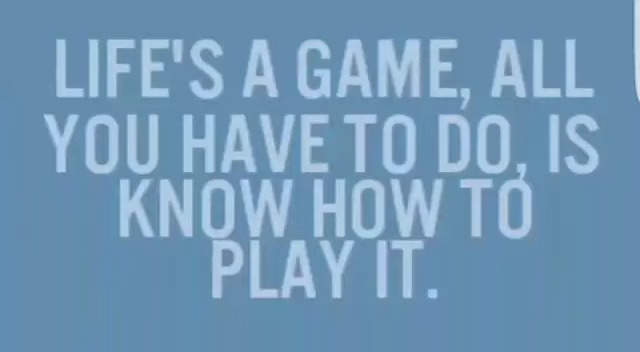 LIFE'S A GAME, ALL
YOU HAVE TO DO, IS
KNOW HOW TO
PLAY IT.